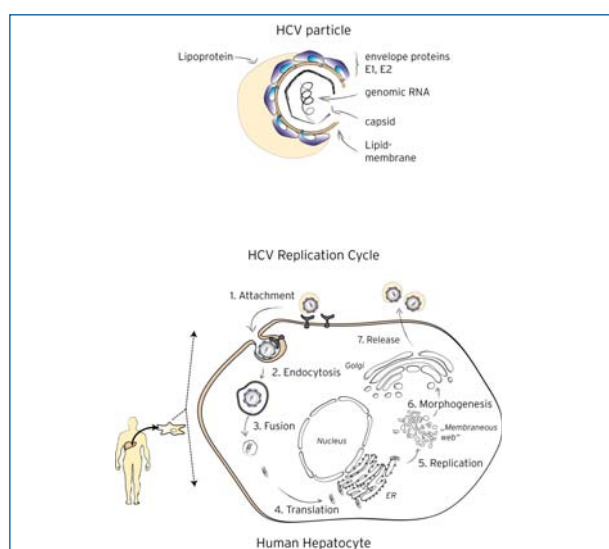 HCV particle
Lipoprotein
envelope proteins
E1, E2
genomic RNA
capsid
Lipid-
membrane
HCV Replication Cycle
1. Attachment
7. Release
Golgi
2. Endocytosis
6. Morphogenesis
3. Fusion
Nucleus
„Membraneous
web"
5. Replication
ER
4. Translation
Human Hepatocyte